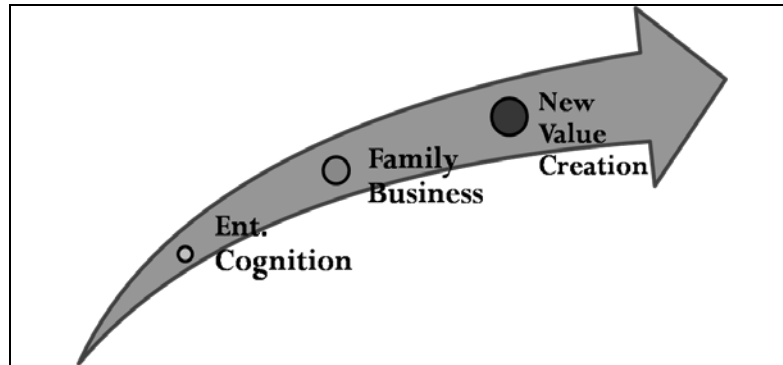 New
Value
Creation
Family
Business
Ent.
Cognition